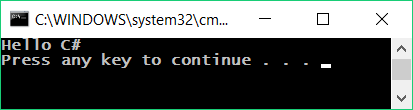 C:\WINDOWS\system32\cm...
Hello C#
Press any key to continue . . .